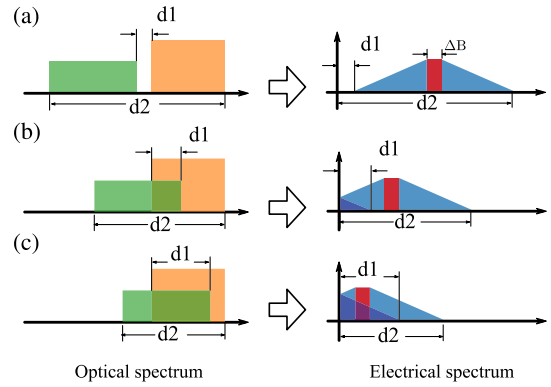 (a)
d1
d2
d1
ΔB
d2
(b)
d1
d2
d1
d2
(c)
d1
d2
d1
d2
Optical spectrum
Electrical spectrum